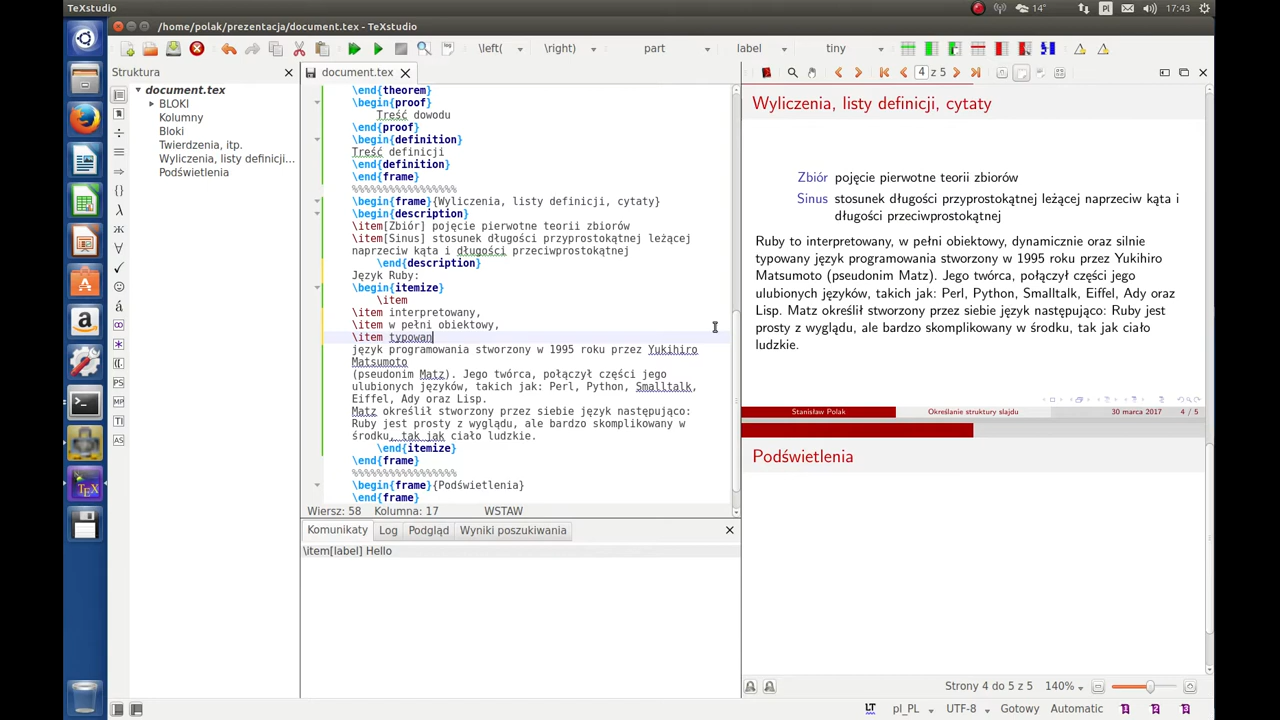 TeXstudio
14°
Pl
17:43
/home/polak/prezentacja/document.tex - TeXstudio
\left(
\right)
part
label
tiny
Struktura
document.tex
BLOKI
Kolumny
Bloki
Twierdzenia, itp.
Wyliczenia, listy definicji...
Podświetlenia
document.tex
\end{theorem}
\begin{proof}
Treść dowodu
\end{proof}
\begin{definition}
Treść definicji
\end{definition}
\end{frame}
%%%%%%%%%%%%%%%%%
\begin{frame}{Wyliczenia, listy definicji, cytaty}
\begin{description}
\item[Zbiór] pojęcie pierwotne teorii zbiorów
\item[Sinus] stosunek długości przyprostokątnej leżącej
naprzeciw kąta i długości przeciwprostokątnej
\end{description}
Język Ruby:
\begin{itemize}
\item
\item interpretowany,
\item w pełni obiektowy,
\item typowan
język programowania stworzony w 1995 roku przez Yukihiro
Matsumoto
(pseudonim Matz). Jego twórca, połączył części jego
ulubionych języków, takich jak: Perl, Python, Smalltalk,
Eiffel, Ady oraz Lisp.
Matz określił stworzony przez siebie język następująco:
Ruby jest prosty z wyglądu, ale bardzo skomplikowany w
środku, tak jak ciało ludzkie.
\end{itemize}
\end{frame}
%%%%%%%%%%%%%%%%%
\begin{frame}{Podświetlenia}
\end{frame}
Wiersz: 58 Kolumna: 17 WSTAW
Komunikaty
Log
Podgląd
Wyniki poszukiwania
\item[label] Hello
4 z 5
Wyliczenia, listy definicji, cytaty
Zbiór pojęcie pierwotne teorii zbiorów
Sinus stosunek długości przyprostokątnej leżącej naprzeciw kąta i
długości przeciwprostokątnej
Ruby to interpretowany, w pełni obiektowy, dynamicznie oraz silnie
typowany język programowania stworzony w 1995 roku przez Yukihiro
Matsumoto (pseudonim Matz). Jego twórca, połączył części jego
ulubionych języków, takich jak: Perl, Python, Smalltalk, Eiffel, Ady oraz
Lisp. Matz określił stworzony przez siebie język następująco: Ruby jest
prosty z wyglądu, ale bardzo skomplikowany w środku, tak jak ciało
ludzkie.
Stanisław Polak
Określanie struktury slajdu
30 marca 2017
4 / 5
Podświetlenia
Strony 4 do 5 z 5
140%
LT
pl_PL
UTF-8
Gotowy
Automatic